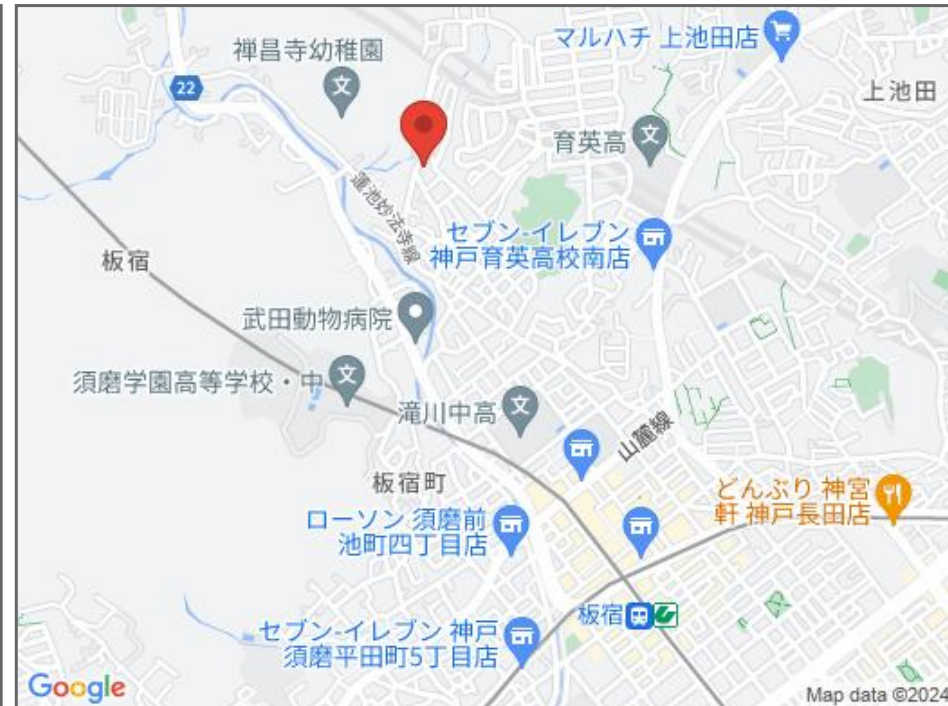 マルハチ 上池田店
禅昌寺幼稚園
22
上池田
育英高
蓮池妙法寺線
セブン-イレブン
神戸育英高校南店
板宿
武田動物病院
須磨学園高等学校・中
滝川中高
山麓線
板宿町
どんぶり 神宮
軒 神戸長田店
ローソン 須磨前
池町四丁目店
板宿
セブン-イレブン 神戸
須磨平田町5丁目店
Google
Map data ©2024